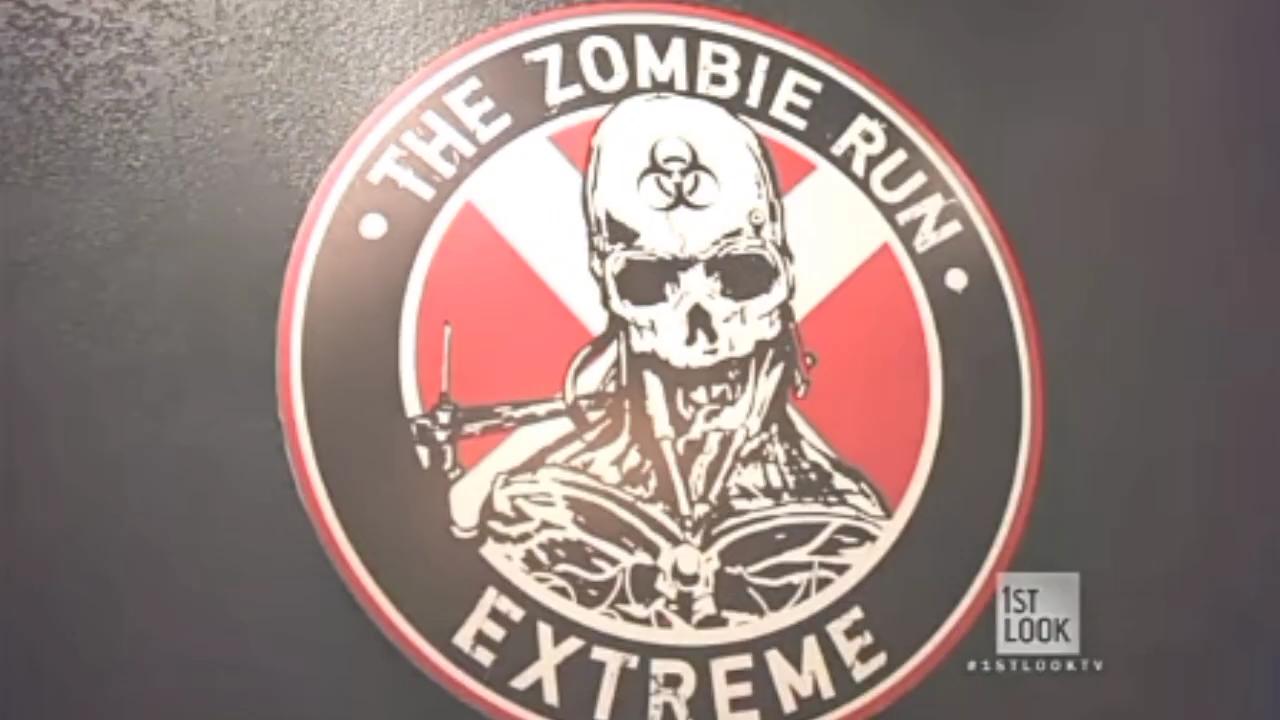 THE ZOMBIE RUN
EXTREME
1ST
LOOK
#1STLOOKTV